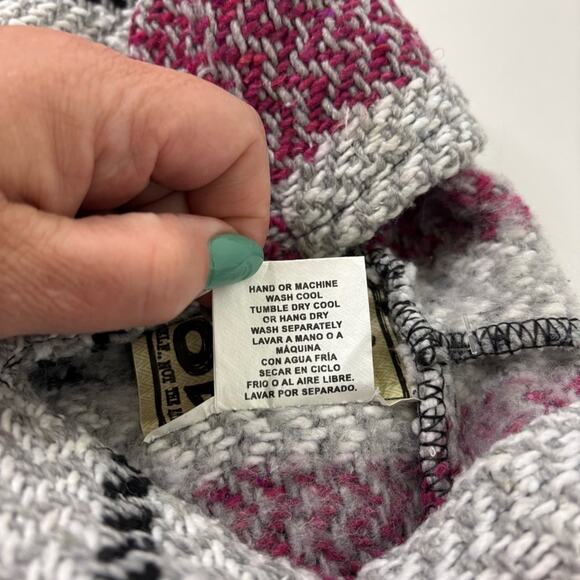 HAND OR MACHINE
WASH COOL
TUMBLE DRY COOL
OR HANG DRY
WASH SEPARATELY
LAVAR A MANO O A
MÁQUINA
CON AGUA FRÍA
SECAR EN CICLO
FRIO O AL AIRE LIBRE.
LAVAR POR SEPARADO.